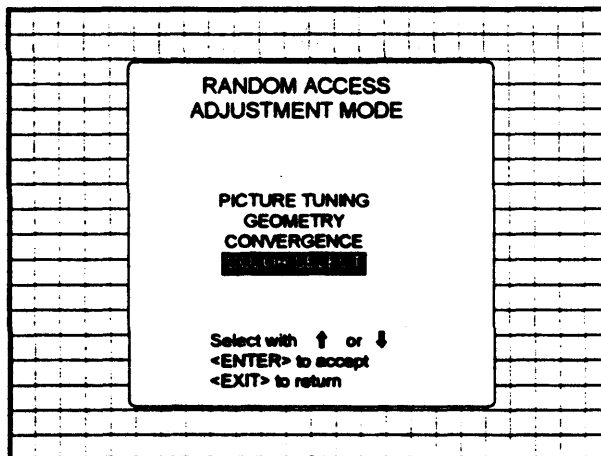 RANDOM ACCESS
ADJUSTMENT MODE
PICTURE TUNING
GEOMETRY
CONVERGENCE
Select with ↑ or ↓
<ENTER> to accept
<EXIT> to return